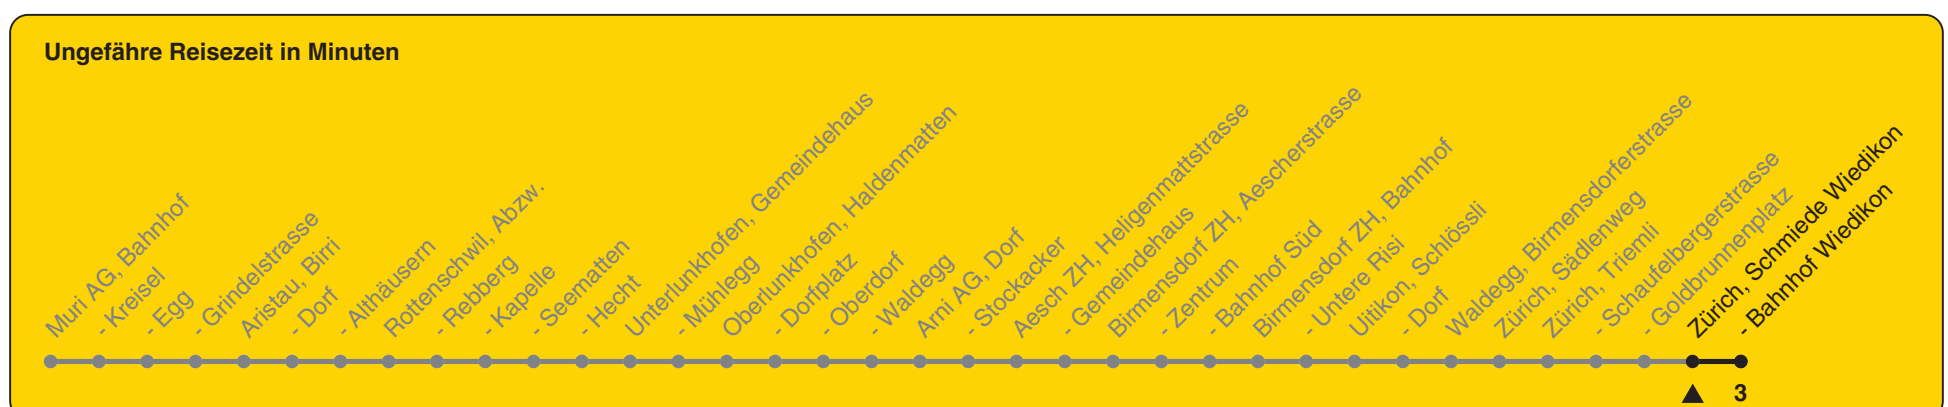 Ungefähre Reisezeit in Minuten
Muri AG, Bahnhof
- Kreisel
- Egg
- Grindelstrasse
Aristau, Birri
- Dorf
- Althäusern
Rottenschwil, Abzw.
- Rebberg
- Kapelle
- Seematten
- Hecht
Unterlunkhofen, Gemeindehaus
- Mühlegg
Oberlunkhofen, Haldenmatten
- Dorfplatz
- Oberdorf
- Waldegg
Arni AG, Dorf
- Stockacker
Aesch ZH, Heligenmattstrasse
- Gemeindehaus
Birmensdorf ZH, Aescherstrasse
- Zentrum
- Bahnhof Süd
Birmensdorf ZH, Bahnhof
- Untere Risi
Uitikon, Schlössli
- Dorf
Waldegg, Birmensdorferstrasse
Zürich, Sädlenweg
Zürich, Triemli
- Schaufelbergerstrasse
- Goldbrunnenplatz
Zürich, Schmiede Wiedikon
- Bahnhof Wiedikon
3